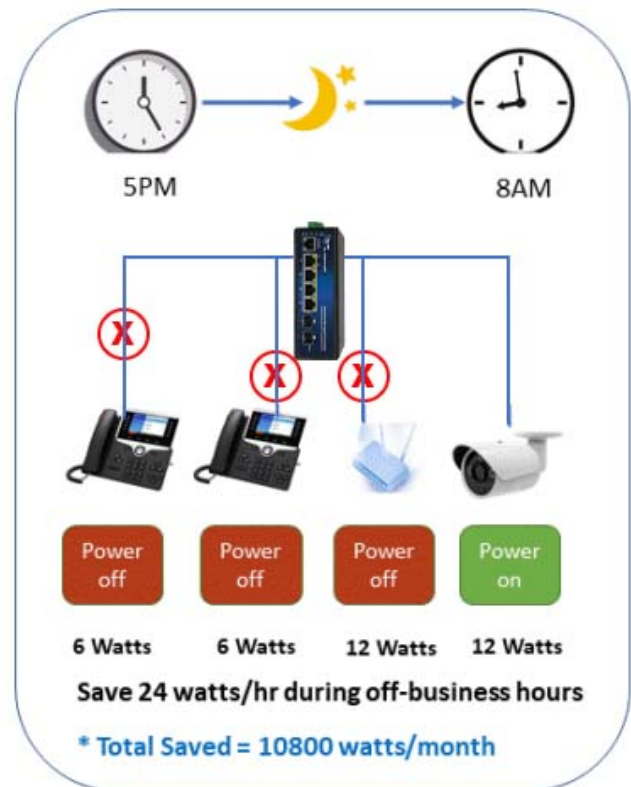 5PM
8AM
X
X
X
Power
off
Power
off
Power
off
Power
on
6 Watts
6 Watts
12 Watts
12 Watts
Save 24 watts/hr during off-business hours
* Total Saved = 10800 watts/month